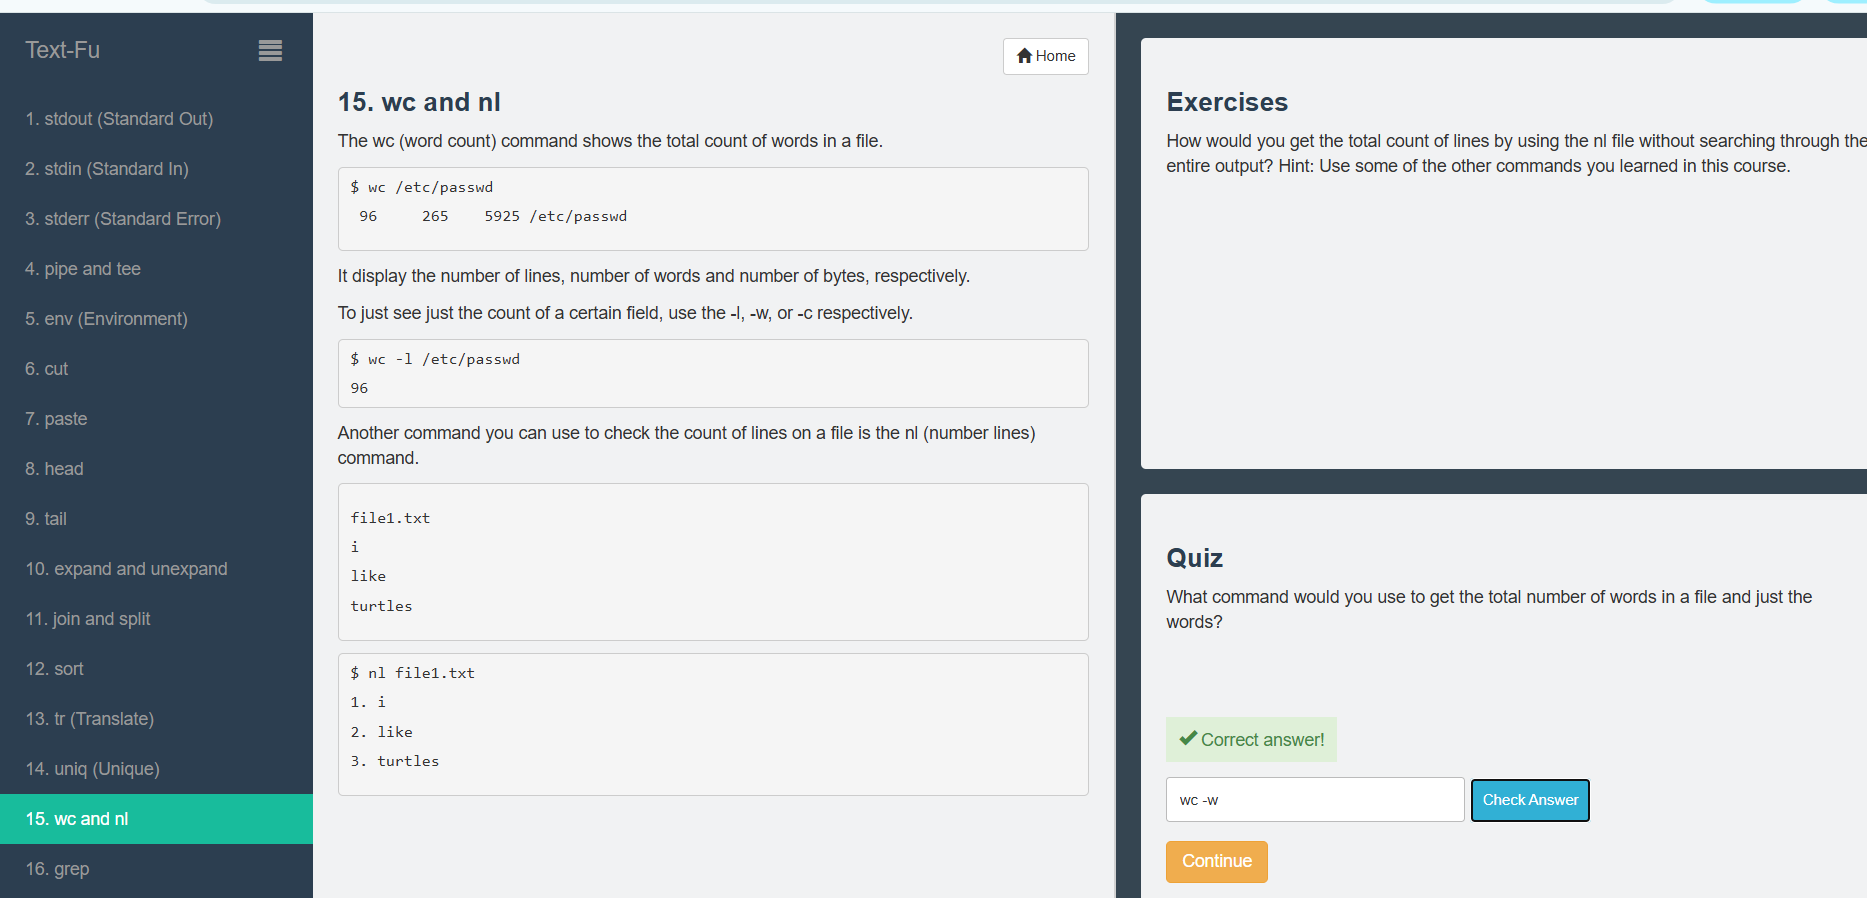 Text-Fu
1. stdout (Standard Out)
2. stdin (Standard In)
3. stderr (Standard Error)
4. pipe and tee
5. env (Environment)
6. cut
7. paste
8. head
9. tail
10. expand and unexpand
11. join and split
12. sort
13. tr (Translate)
14. uniq (Unique)
15. wc and nl
16. grep
Home
15. wc and nl
The wc (word count) command shows the total count of words in a file.
$ wc /etc/passwd
96     265    5925 /etc/passwd
It display the number of lines, number of words and number of bytes, respectively.
To just see just the count of a certain field, use the -l, -w, or -c respectively.
$ wc -l /etc/passwd
96
Another command you can use to check the count of lines on a file is the nl (number lines)
command.
file1.txt
i
like
turtles
$ nl file1.txt
1. i
2. like
3. turtles
Exercises
How would you get the total count of lines by using the nl file without searching through the
entire output? Hint: Use some of the other commands you learned in this course.
Quiz
What command would you use to get the total number of words in a file and just the
words?
Correct answer!
wc -w
Check Answer
Continue